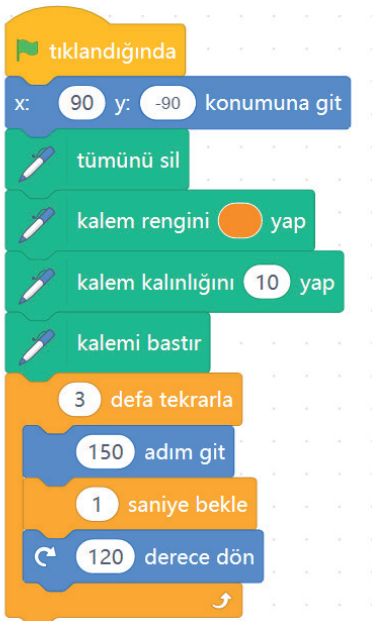 tıklandığında
x: 90 y: -90 konumuna git
tümünü sil
kalem rengini yap
kalem kalınlığını 10 yap
kalemi bastır
3 defa tekrarla
150 adım git
1 saniye bekle
120 derece dön